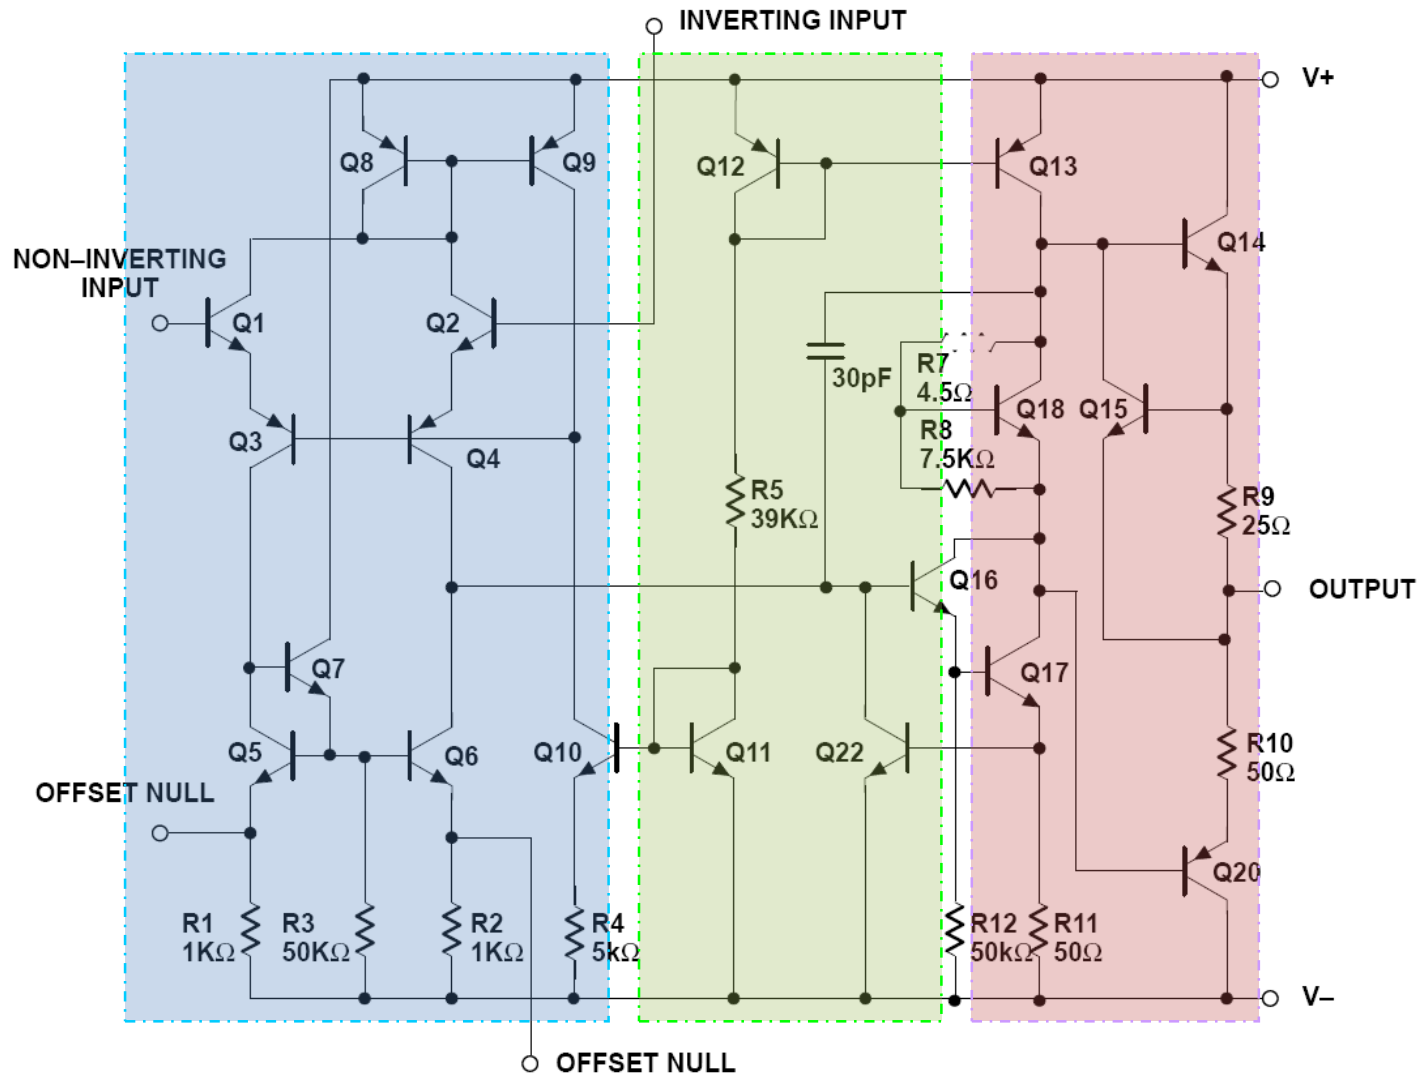 INVERTING INPUT
V+
Q8
Q9
Q12
Q13
Q14
NON–INVERTING
INPUT
Q1
Q2
30pF
R7
4.5Ω
Q18
Q15
Q3
Q4
R8
7.5KΩ
R5
39KΩ
R9
25Ω
Q16
OUTPUT
Q7
Q17
Q5
Q6
Q10
Q11
Q22
R10
50Ω
OFFSET NULL
Q20
R1
1KΩ
R3
50KΩ
R2
1KΩ
R4
5kΩ
R12
50kΩ
R11
50Ω
V–
OFFSET NULL